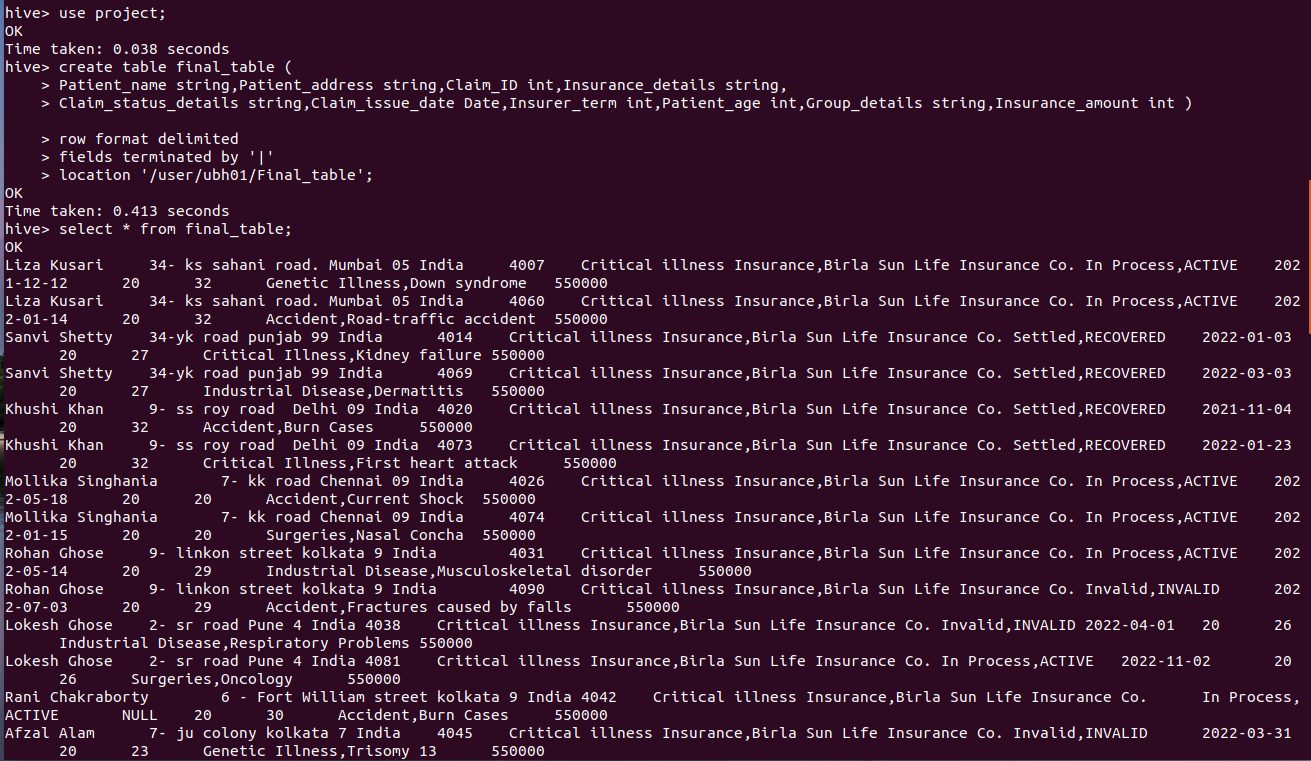 hive> use project;
OK
Time taken: 0.038 seconds
hive> create table final_table (
    > Patient_name string,Patient_address string,Claim_ID int,Insurance_details string,
    > Claim_status_details string,Claim_issue_date Date,Insurer_term int,Patient_age int,Group_details string,Insurance_amount int )
    > row format delimited
    > fields terminated by '|'
    > location '/user/ubh01/Final_table';
OK
Time taken: 0.413 seconds
hive> select * from final_table;
OK
Liza Kusari     34- ks sahani road. Mumbai 05 India     4007    Critical illness Insurance,Birla Sun Life Insurance Co. In Process,ACTIVE    202
1-12-12      20      32      Genetic Illness,Down syndrome   550000
Liza Kusari     34- ks sahani road. Mumbai 05 India     4060    Critical illness Insurance,Birla Sun Life Insurance Co. In Process,ACTIVE    202
2-01-14      20      32      Accident,Road-traffic accident  550000
Sanvi Shetty    34-yk road punjab 99 India      4014    Critical illness Insurance,Birla Sun Life Insurance Co. Settled,RECOVERED    2022-01-03
      20      27      Critical Illness,Kidney failure 550000
Sanvi Shetty    34-yk road punjab 99 India      4069    Critical illness Insurance,Birla Sun Life Insurance Co. Settled,RECOVERED    2022-03-03
      20      27      Industrial Disease,Dermatitis   550000
Khushi Khan     9- ss roy road  Delhi 09 India  4020    Critical illness Insurance,Birla Sun Life Insurance Co. Settled,RECOVERED    2021-11-04
      20      32      Accident,Burn Cases     550000
Khushi Khan     9- ss roy road  Delhi 09 India  4073    Critical illness Insurance,Birla Sun Life Insurance Co. Settled,RECOVERED    2022-01-23
      20      32      Critical Illness,First heart attack     550000
Mollika Singhania       7- kk road Chennai 09 India     4026    Critical illness Insurance,Birla Sun Life Insurance Co. In Process,ACTIVE    202
2-05-18      20      20      Accident,Current Shock  550000
Mollika Singhania       7- kk road Chennai 09 India     4074    Critical illness Insurance,Birla Sun Life Insurance Co. In Process,ACTIVE    202
2-01-15      20      20      Surgeries,Nasal Concha  550000
Rohan Ghose     9- linkon street kolkata 9 India        4031    Critical illness Insurance,Birla Sun Life Insurance Co. In Process,ACTIVE    202
2-05-14      20      29      Industrial Disease,Musculoskeletal disorder     550000
Rohan Ghose     9- linkon street kolkata 9 India        4090    Critical illness Insurance,Birla Sun Life Insurance Co. Invalid,INVALID      202
2-07-03      20      29      Accident,Fractures caused by falls      550000
Lokesh Ghose    2- sr road Pune 4 India 4038    Critical illness Insurance,Birla Sun Life Insurance Co. Invalid,INVALID 2022-04-01   20      26
      Industrial Disease,Respiratory Problems 550000
Lokesh Ghose    2- sr road Pune 4 India 4081    Critical illness Insurance,Birla Sun Life Insurance Co. In Process,ACTIVE   2022-11-02       20
      26      Surgeries,Oncology      550000
Rani Chakraborty        6 - Fort William street kolkata 9 India 4042    Critical illness Insurance,Birla Sun Life Insurance Co.      In Process,
ACTIVE       NULL    20      30      Accident,Burn Cases     550000
Afzal Alam      7- ju colony kolkata 7 India    4045    Critical illness Insurance,Birla Sun Life Insurance Co. Invalid,INVALID      2022-03-31
      20      23      Genetic Illness,Trisomy 13      550000